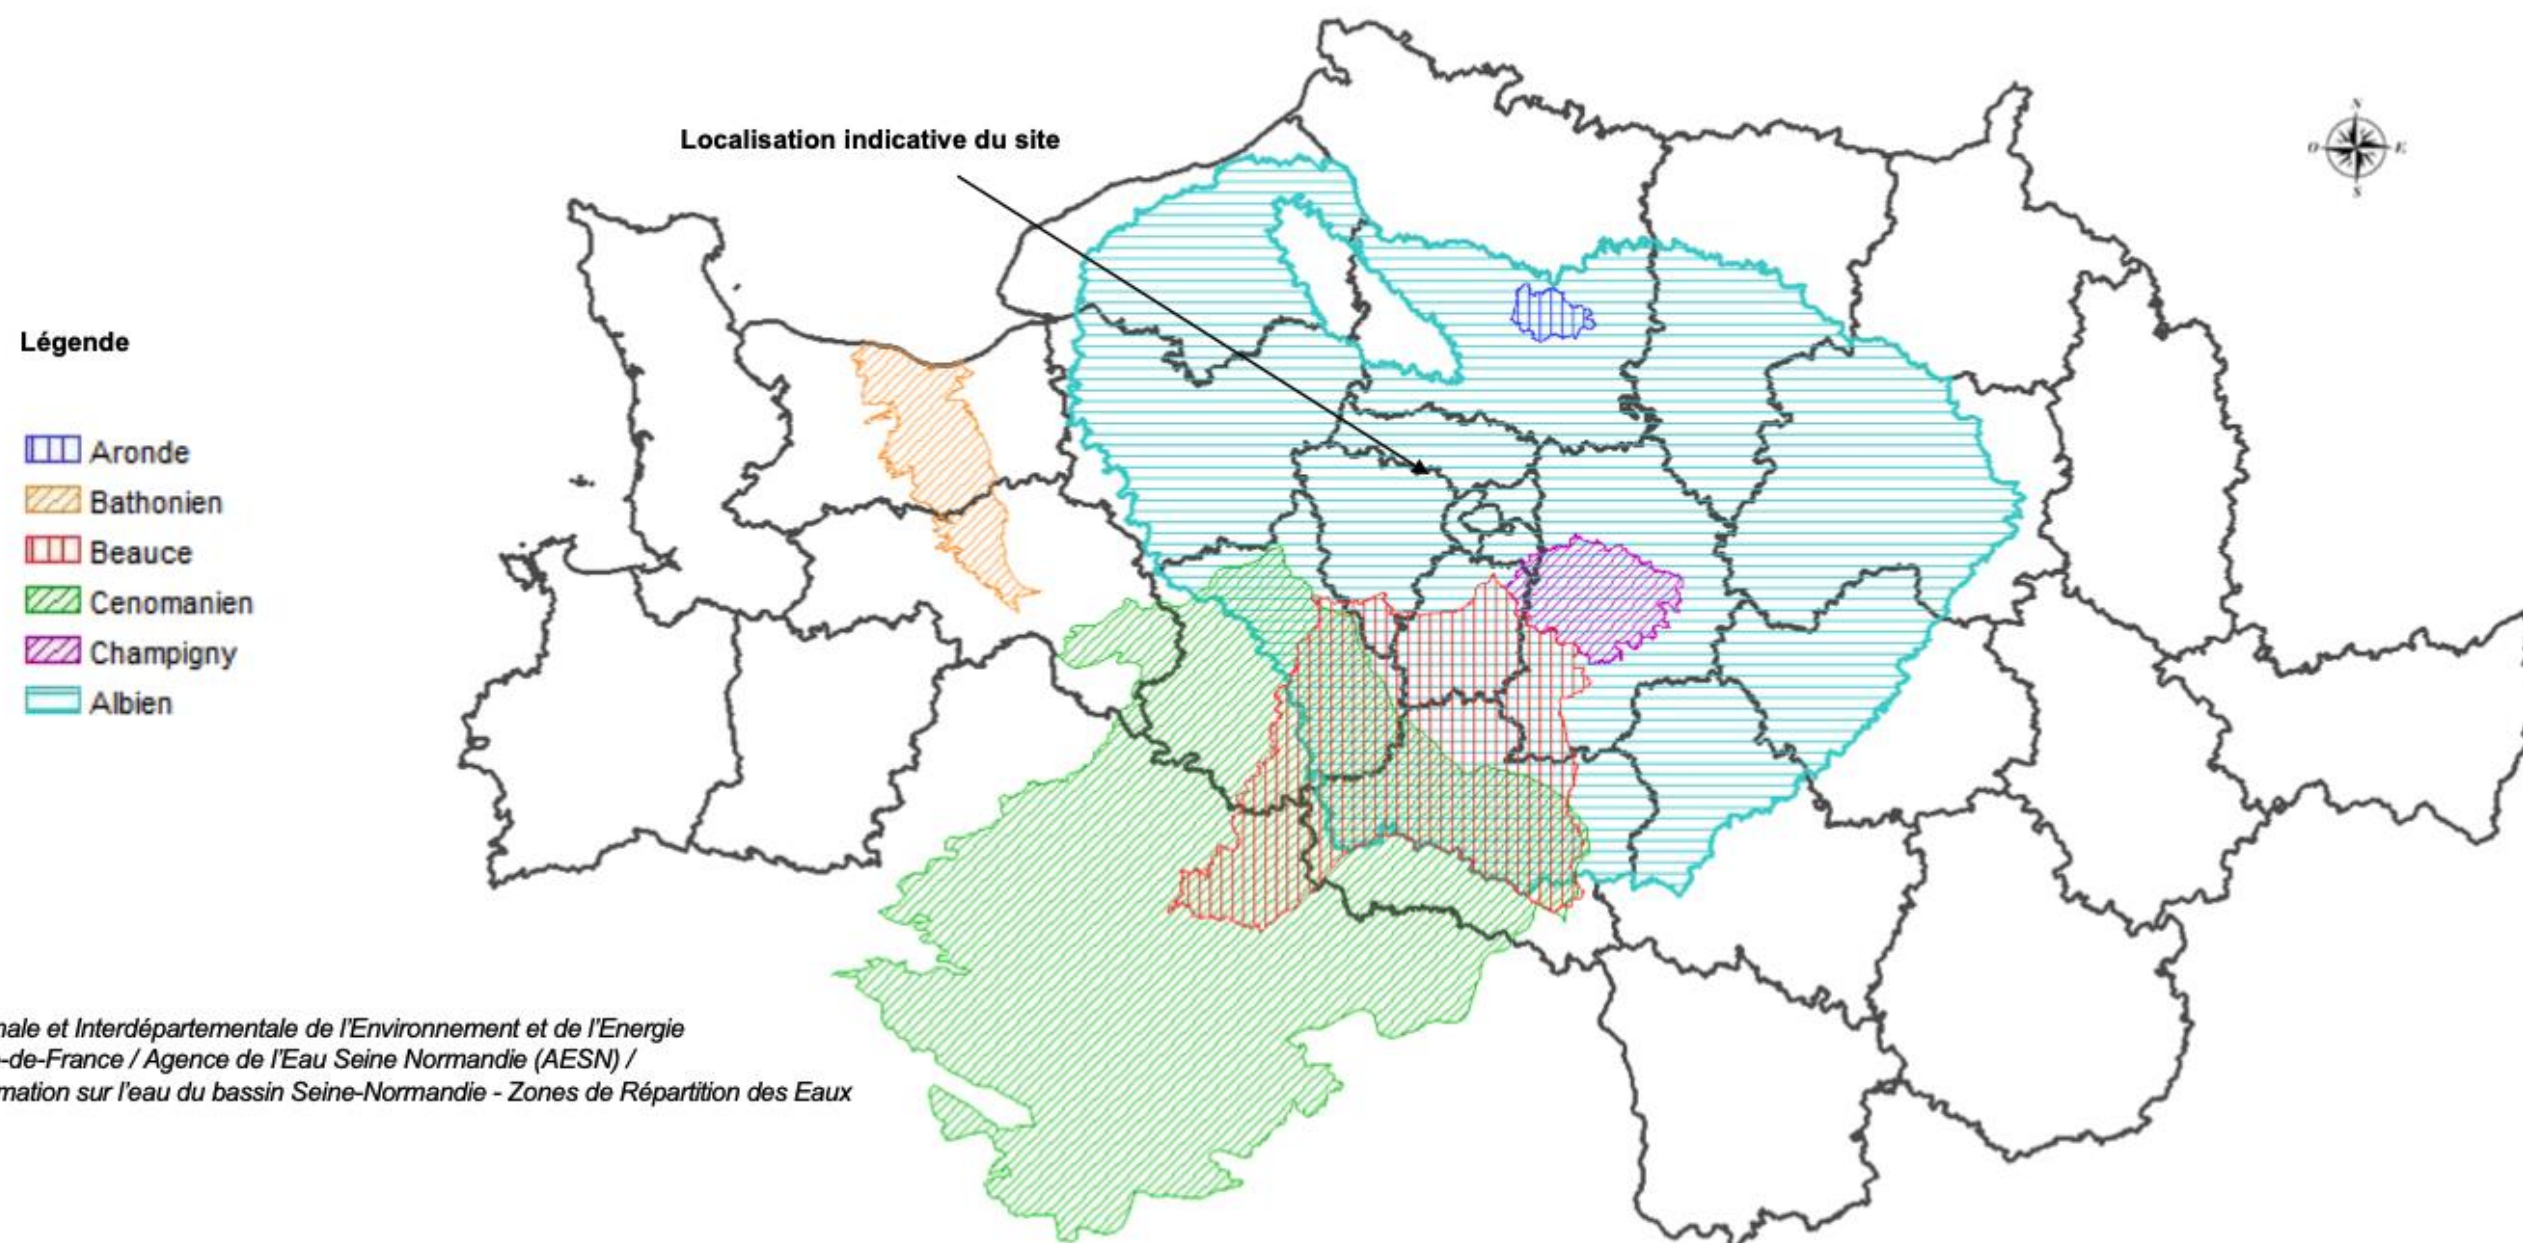 Localisation indicative du site
N
O
E
S
Légende
Aronde
Bathonien
Beauce
Cenomanien
Champigny
Albien
nale et Interdépartementale de l'Environnement et de l'Energie
-de-France / Agence de l'Eau Seine Normandie (AESN) /
mation sur l'eau du bassin Seine-Normandie - Zones de Répartition des Eaux